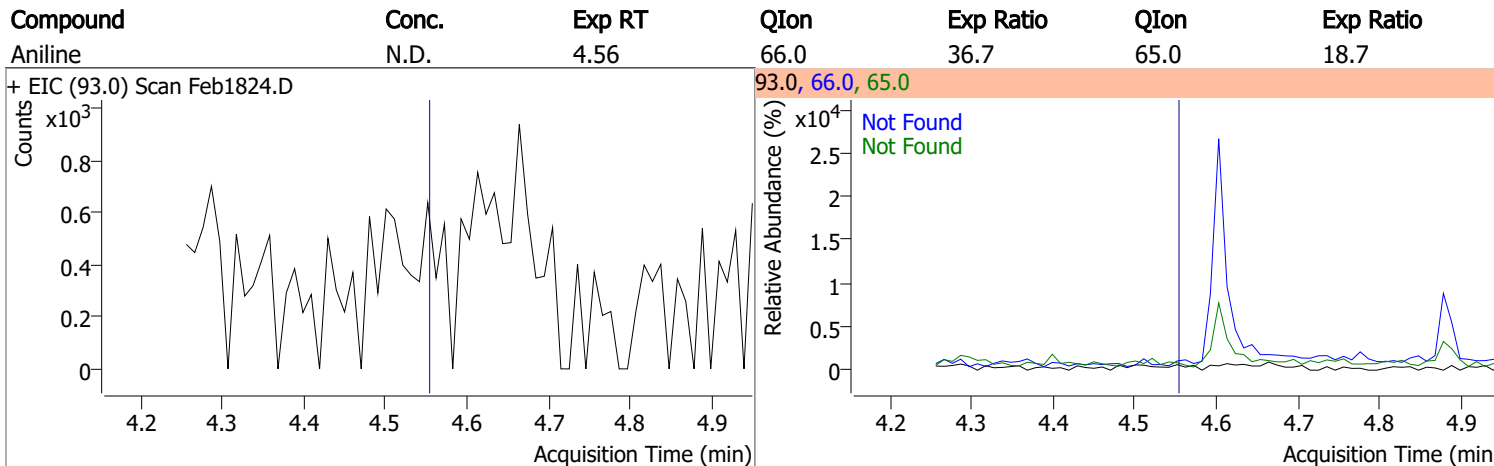 Compound Conc. Exp RT QIon Exp Ratio QIon Exp Ratio
Aniline N.D. 4.56 66.0 36.7 65.0 18.7
+ EIC (93.0) Scan Feb1824.D
Counts
x10³
0.8
0.6
0.4
0.2
0
4.2 4.3 4.4 4.5 4.6 4.7 4.8 4.9
Acquisition Time (min)
93.0, 66.0, 65.0
Relative Abundance (%)
x10⁴
Not Found
Not Found
2.5
2
1.5
1
0.5
0
4.2 4.3 4.4 4.5 4.6 4.7 4.8 4.9
Acquisition Time (min